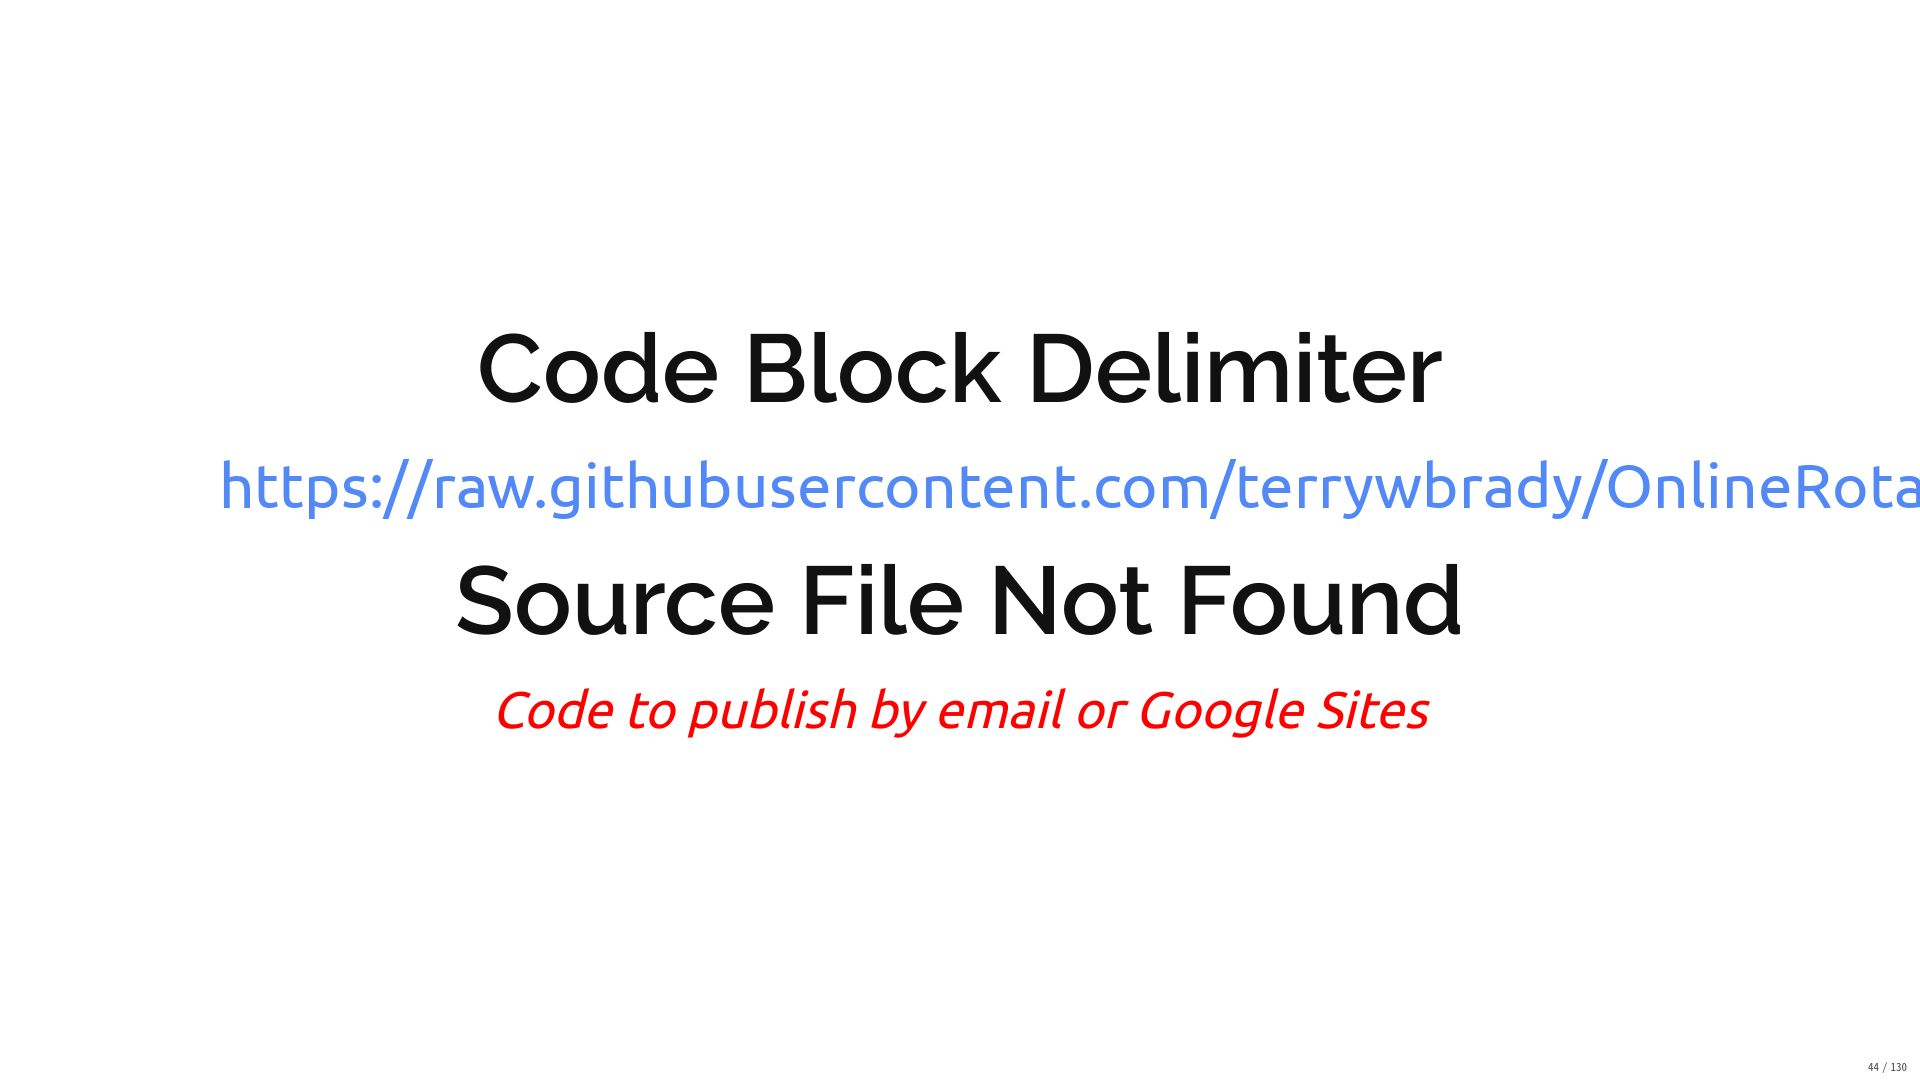 Code Block Delimiter
https://raw.githubusercontent.com/terrywbrady/OnlineRota
Source File Not Found
Code to publish by email or Google Sites
44 / 130